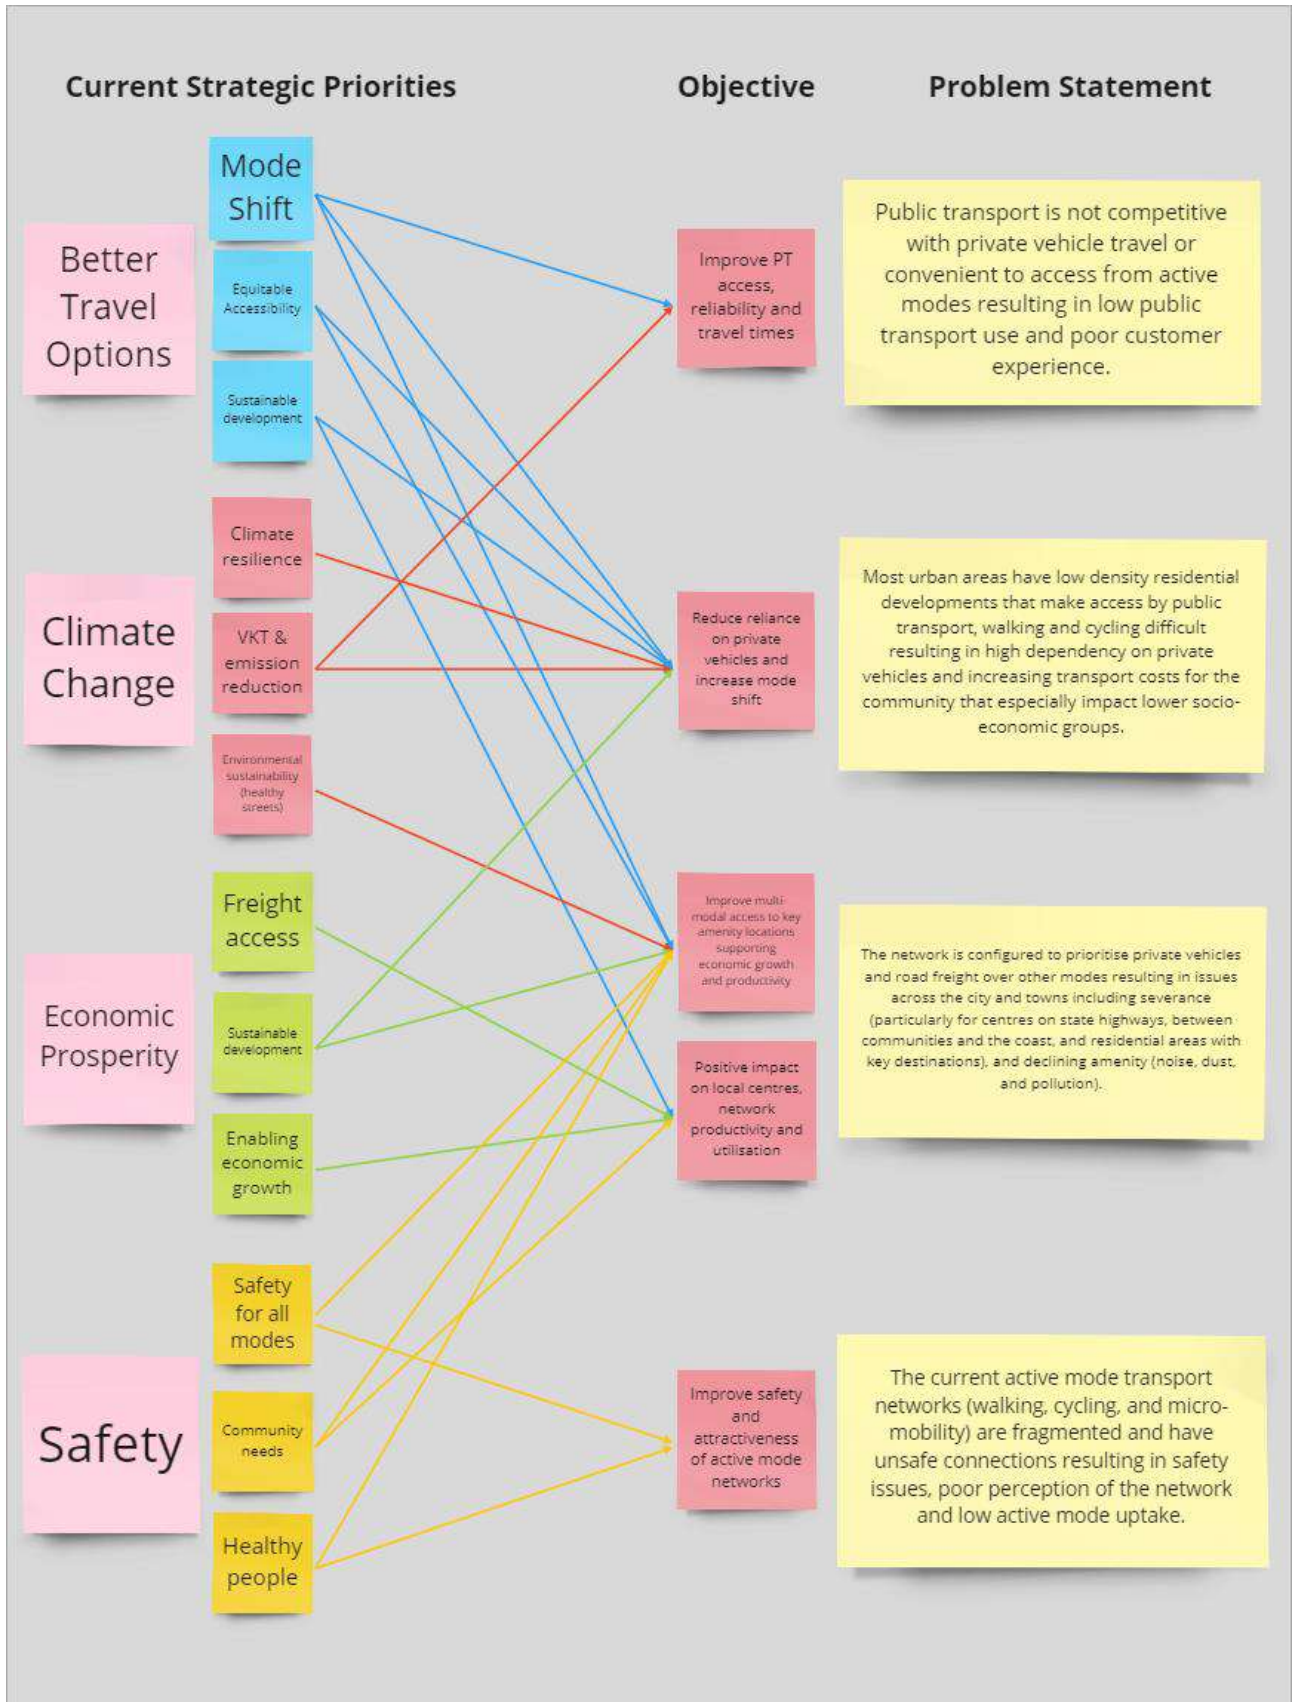 Current Strategic Priorities
Objective
Problem Statement
Better
Travel
Options
Mode
Shift
Equitable
Accessibility
Sustainable
development
Improve PT
access,
reliability and
travel times
Public transport is not competitive
with private vehicle travel or
convenient to access from active
modes resulting in low public
transport use and poor customer
experience.
Climate
Change
Climate
resilience
VKT &
emission
reduction
Environmental
sustainability
(healthy
streets)
Reduce reliance
on private
vehicles and
increase mode
shift
Most urban areas have low density residential
developments that make access by public
transport, walking and cycling difficult
resulting in high dependency on private
vehicles and increasing transport costs for the
community that especially impact lower socio-
economic groups.
Economic
Prosperity
Freight
access
Sustainable
development
Enabling
economic
growth
Improve multi-
modal access to key
amenity locations
supporting
economic growth
and productivity
Positive impact
on local centres,
network
productivity and
utilisation
The network is configured to prioritise private vehicles
and road freight over other modes resulting in issues
across the city and towns including severance
(particularly for centres on state highways, between
communities and the coast, and residential areas with
key destinations), and declining amenity (noise, dust,
and pollution).
Safety
Safety
for all
modes
Community
needs
Healthy
people
Improve safety
and
attractiveness
of active mode
networks
The current active mode transport
networks (walking, cycling, and micro-
mobility) are fragmented and have
unsafe connections resulting in safety
issues, poor perception of the network
and low active mode uptake.